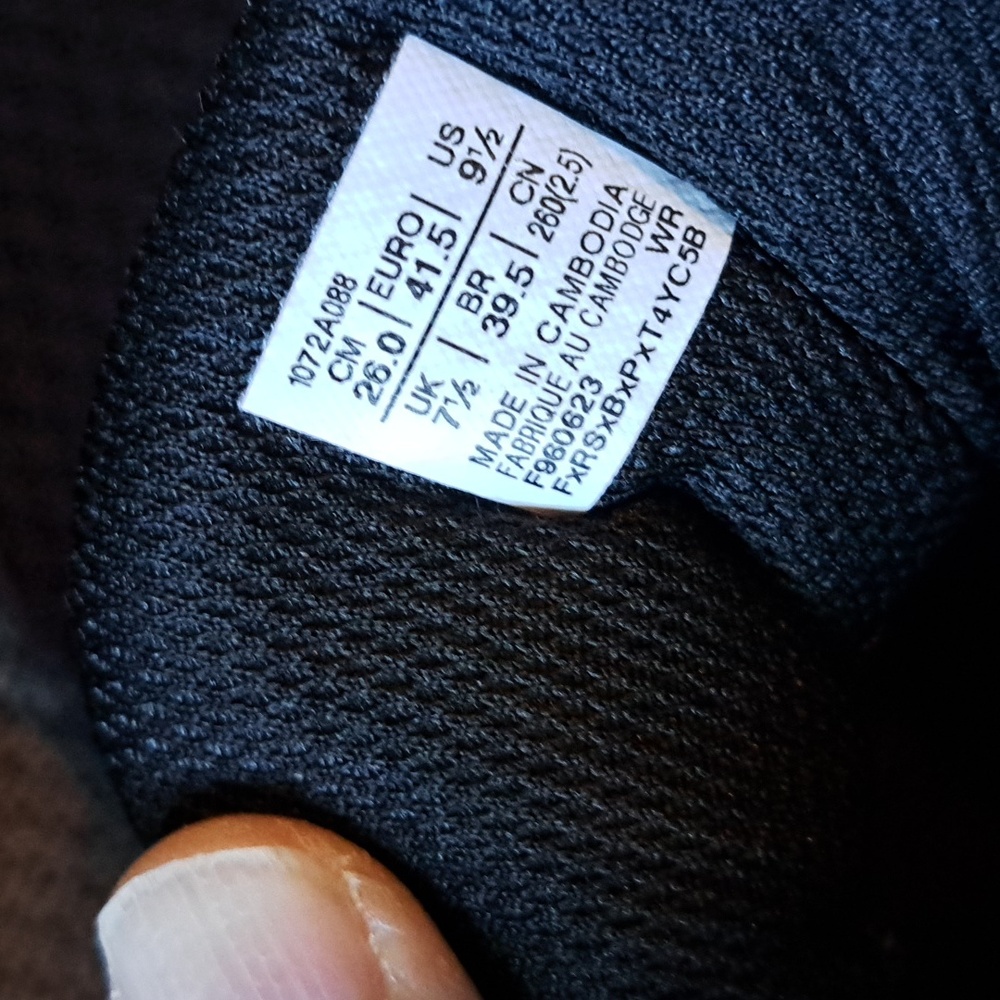 1072A088
CM | EURO | US
26.0 | 41.5 | 9½
UK | BR | CN
7½ | 39.5 | 260(2.5)
MADE IN CAMBODIA
FABRIQUE AU CAMBODGE
F960623 WR
FxRSxBxPxT4YC5B